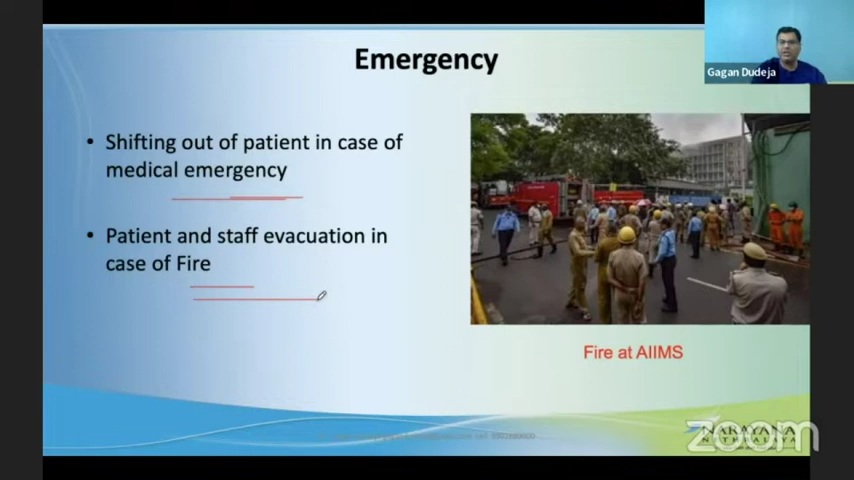 Emergency
Gagan Dudeja
• Shifting out of patient in case of
medical emergency
• Patient and staff evacuation in
case of Fire
Fire at AIIMS
zoom
NARAYANA